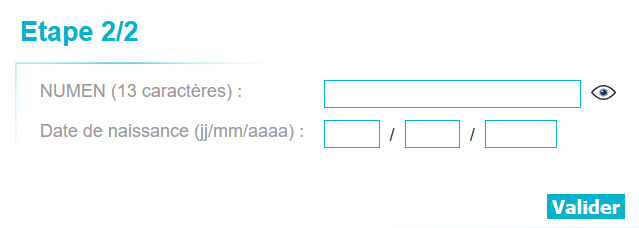 Etape 2/2
NUMEN (13 caractères) :
Date de naissance (jj/mm/aaaa) : / /
Valider